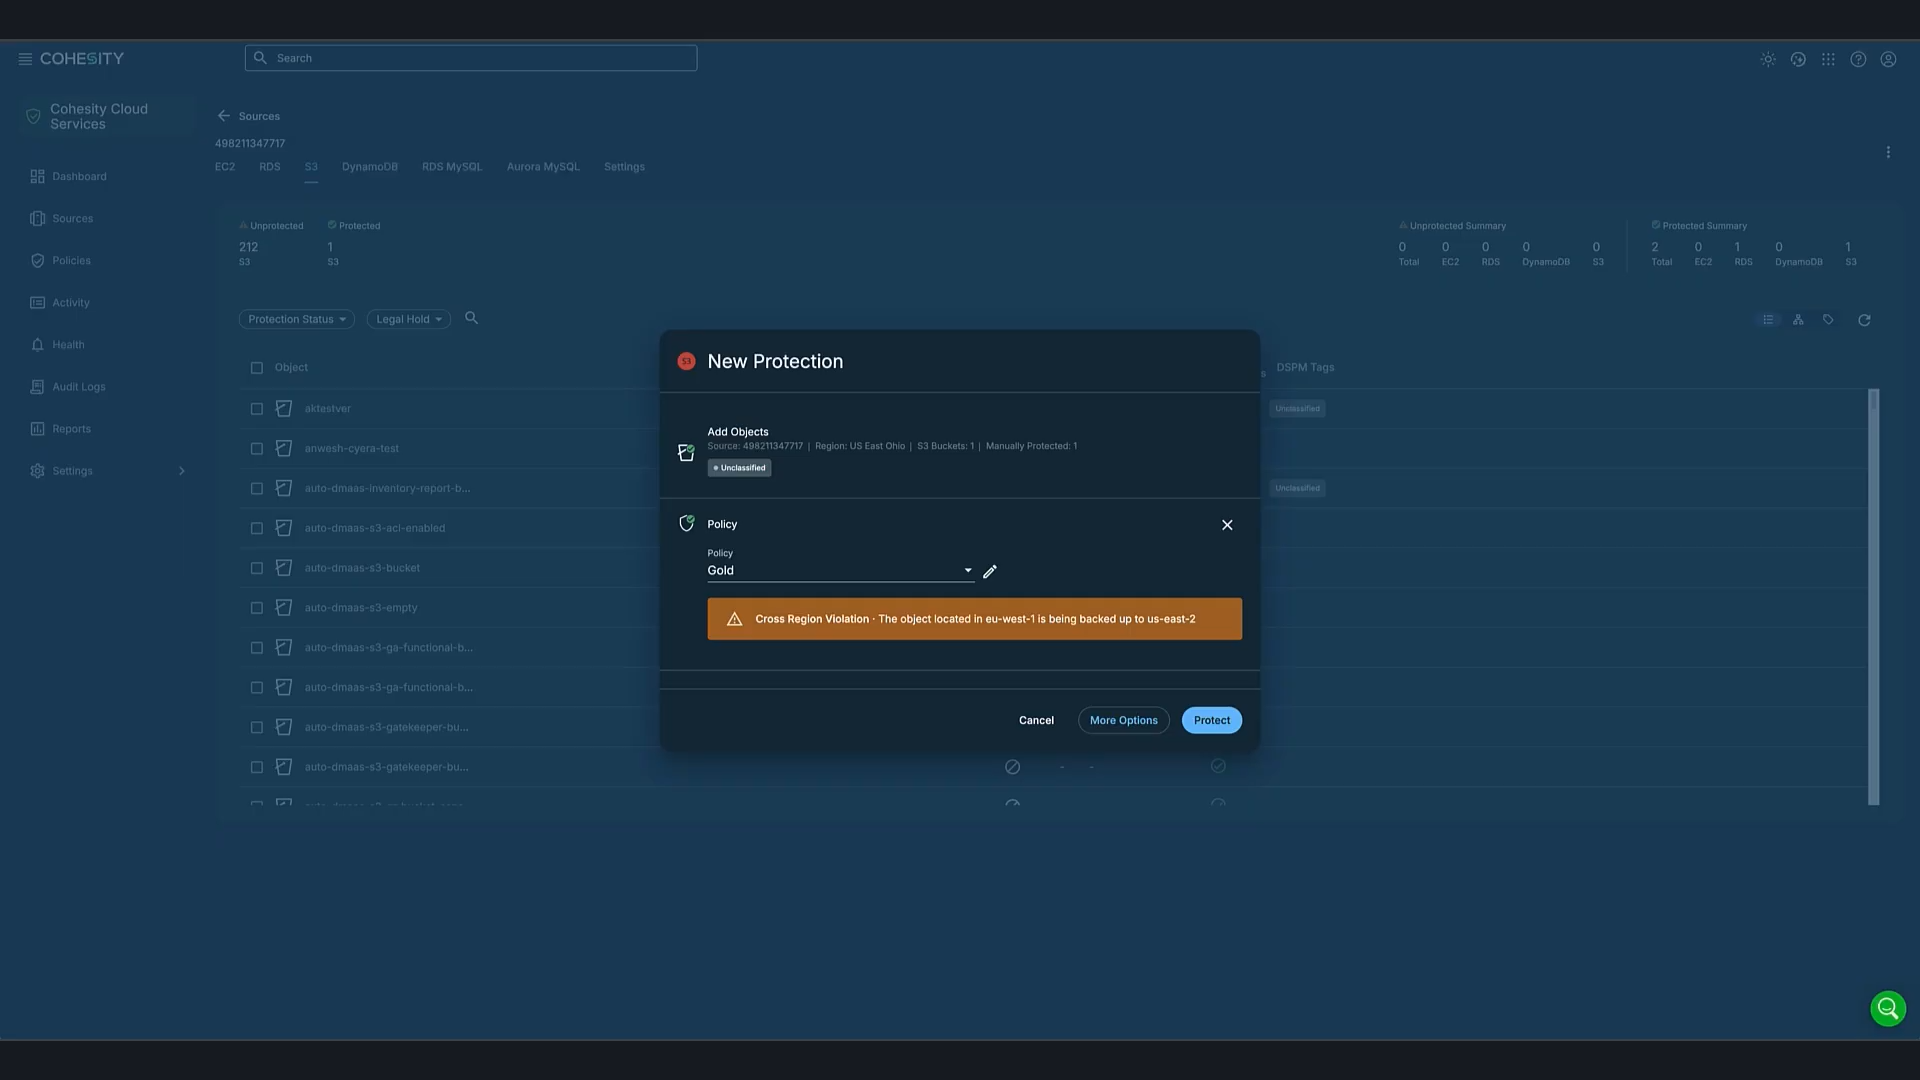 COHESITY
Search
Cohesity Cloud
Services
Dashboard
Sources
Policies
Activity
Health
Audit Logs
Reports
Settings
Sources
498211347717
EC2 RDS S3 DynamoDB RDS MySQL Aurora MySQL Settings
Unprotected
212
S3
Protected
1
S3
Unprotected Summary
0 0 0 0 0
Total EC2 RDS DynamoDB S3
Protected Summary
2 0 1 0 1
Total EC2 RDS DynamoDB S3
Protection Status
Legal Hold
Object
s
DSPM Tags
aktestver
Unclassified
anwesh-cyera-test
auto-dmaas-inventory-report-b...
Unclassified
auto-dmaas-s3-acl-enabled
auto-dmaas-s3-bucket
auto-dmaas-s3-empty
auto-dmaas-s3-ga-functional-b...
auto-dmaas-s3-ga-functional-b...
auto-dmaas-s3-gatekeeper-bu...
auto-dmaas-s3-gatekeeper-bu...
- -
S3
New Protection
Add Objects
Source: 498211347717 | Region: US East Ohio | S3 Buckets: 1 | Manually Protected: 1
Unclassified
Policy
Policy
Gold
Cross Region Violation · The object located in eu-west-1 is being backed up to us-east-2
Cancel
More Options
Protect